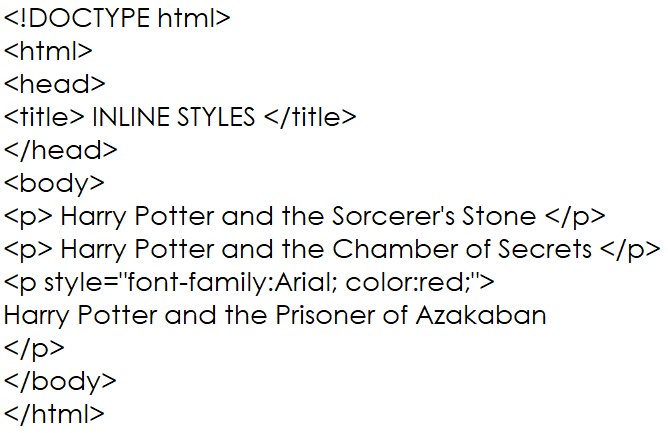 <!DOCTYPE html>
<html>
<head>
<title> INLINE STYLES </title>
</head>
<body>
<p> Harry Potter and the Sorcerer's Stone </p>
<p> Harry Potter and the Chamber of Secrets </p>
<p style="font-family:Arial; color:red;">
Harry Potter and the Prisoner of Azakaban
</p>
</body>
</html>